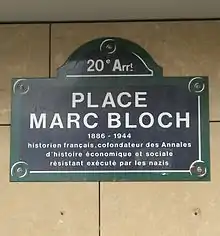 20e Arrt
PLACE
MARC BLOCH
1886 - 1944
historien français, cofondateur des Annales
d'histoire économique et sociale
résistant exécuté par les nazis